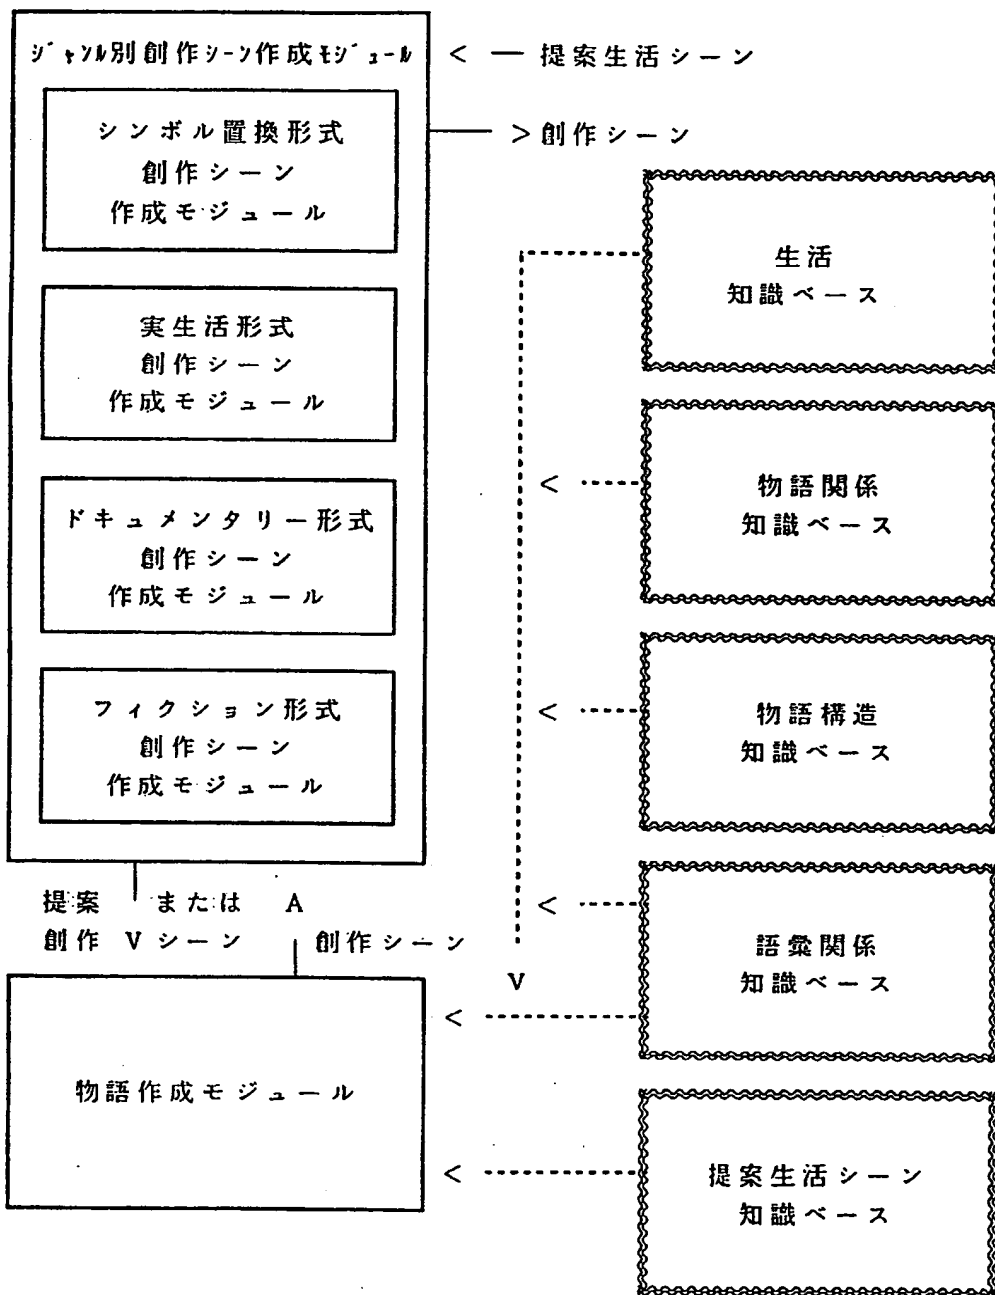 ジャンル別創作シーン作成モジュール
< — 提案生活シーン
シンボル置換形式
創作シーン
作成モジュール
> 創作シーン
実生活形式
創作シーン
作成モジュール
ドキュメンタリー形式
創作シーン
作成モジュール
フィクション形式
創作シーン
作成モジュール
提案 または A
創作 V シーン 創作シーン
物語作成モジュール
生活
知識ベース
<
物語関係
知識ベース
<
物語構造
知識ベース
<
語彙関係
知識ベース
V
<
<
提案生活シーン
知識ベース